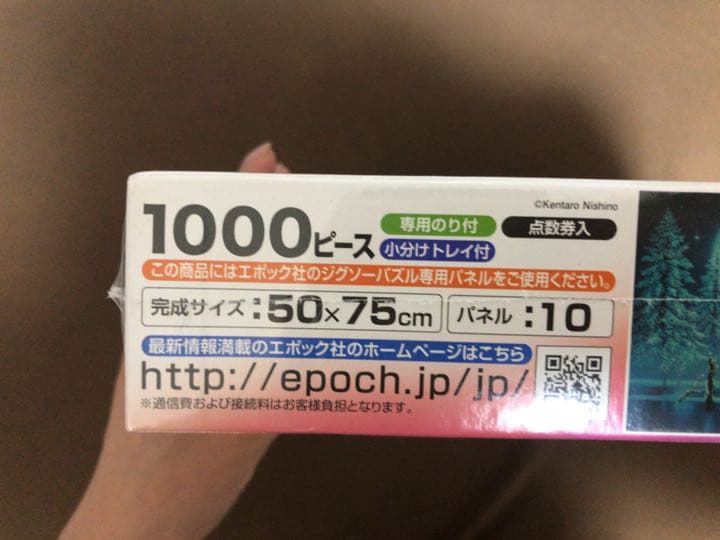 ©Kentaro Nishino
1000ピース 専用のり付 点数券入
小分けトレイ付
この商品にはエポック社のジグソーパズル専用パネルをご使用ください。
完成サイズ:50×75cm パネル:10
最新情報満載のエポック社のホームページはこちら
http://epoch.jp/jp/
※通信費および接続料はお客様負担となります。